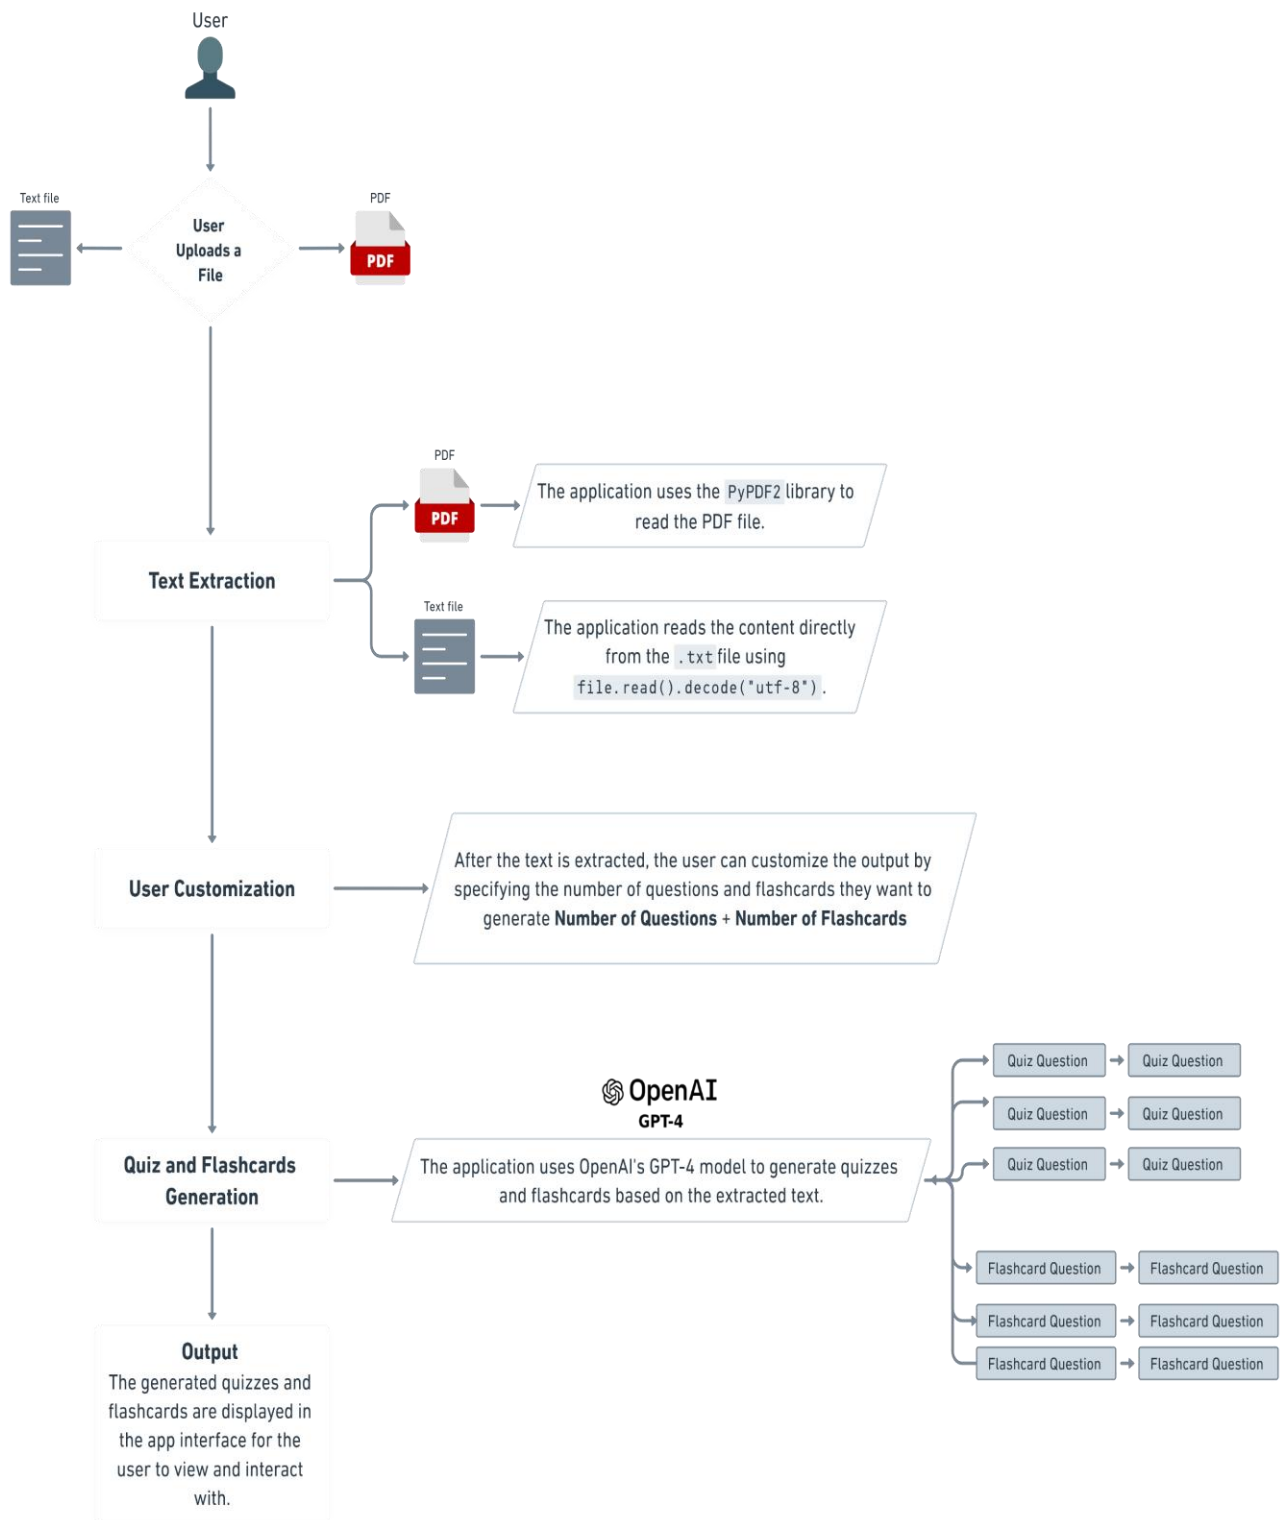 User
Text file
PDF
User
Uploads a
File
PDF
PDF
The application uses the PyPDF2 library to
read the PDF file.
PDF
Text Extraction
Text file
The application reads the content directly
from the .txt file using
file.read().decode("utf-8").
After the text is extracted, the user can customize the output by
specifying the number of questions and flashcards they want to
generate Number of Questions + Number of Flashcards
User Customization
OpenAI
GPT-4
Quiz and Flashcards
Generation
The application uses OpenAI's GPT-4 model to generate quizzes
and flashcards based on the extracted text.
Quiz Question
Quiz Question
Quiz Question
Quiz Question
Quiz Question
Quiz Question
Flashcard Question
Flashcard Question
Flashcard Question
Flashcard Question
Flashcard Question
Flashcard Question
Output
The generated quizzes and
flashcards are displayed in
the app interface for the
user to view and interact
with.